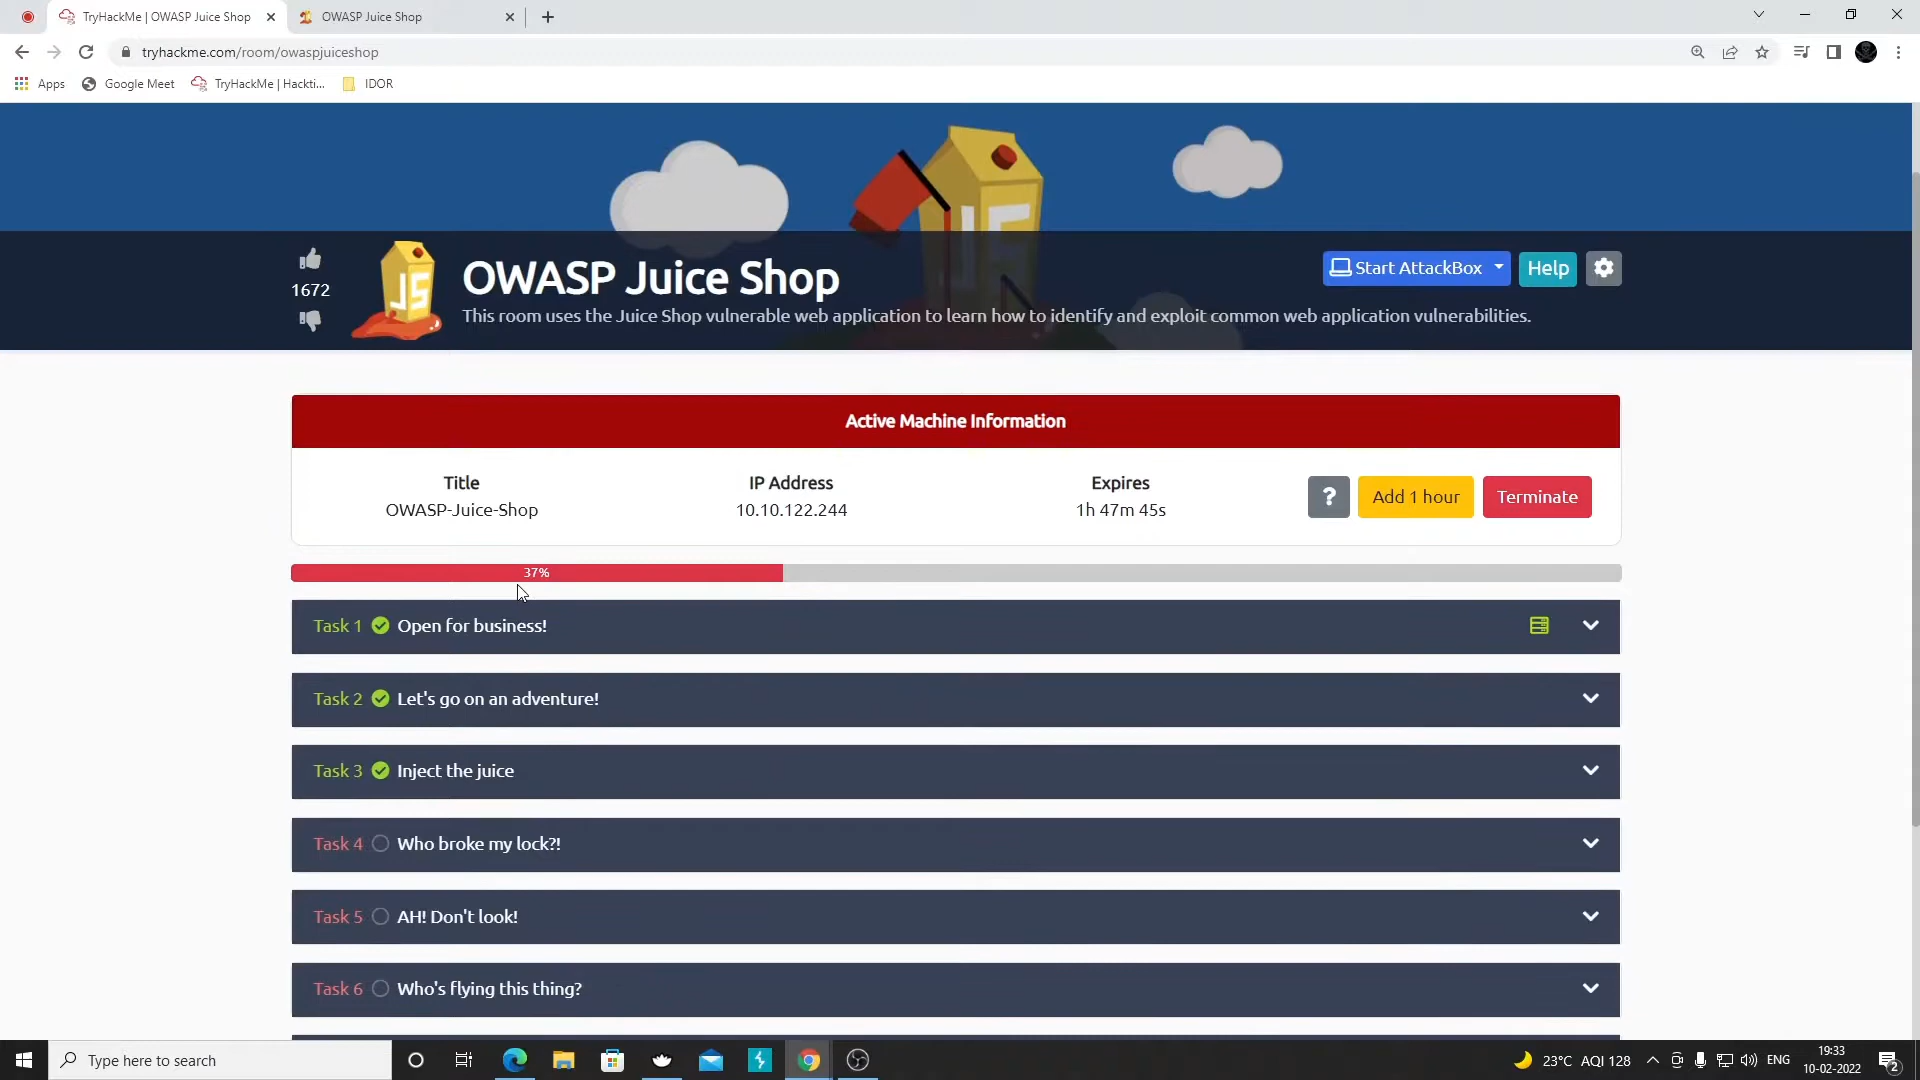 TryHackMe | OWASP Juice Shop
OWASP Juice Shop
tryhackme.com/room/owaspjuiceshop
Apps
Google Meet
TryHackMe | Hackti...
IDOR
1672
JS
OWASP Juice Shop
This room uses the Juice Shop vulnerable web application to learn how to identify and exploit common web application vulnerabilities.
Start AttackBox
Help
Active Machine Information
Title
IP Address
Expires
OWASP-Juice-Shop
10.10.122.244
1h 47m 45s
?
Add 1 hour
Terminate
37%
Task 1 Open for business!
Task 2 Let's go on an adventure!
Task 3 Inject the juice
Task 4 Who broke my lock?!
Task 5 AH! Don't look!
Task 6 Who's flying this thing?
Type here to search
23°C AQI 128
ENG
19:33
10-02-2022
2